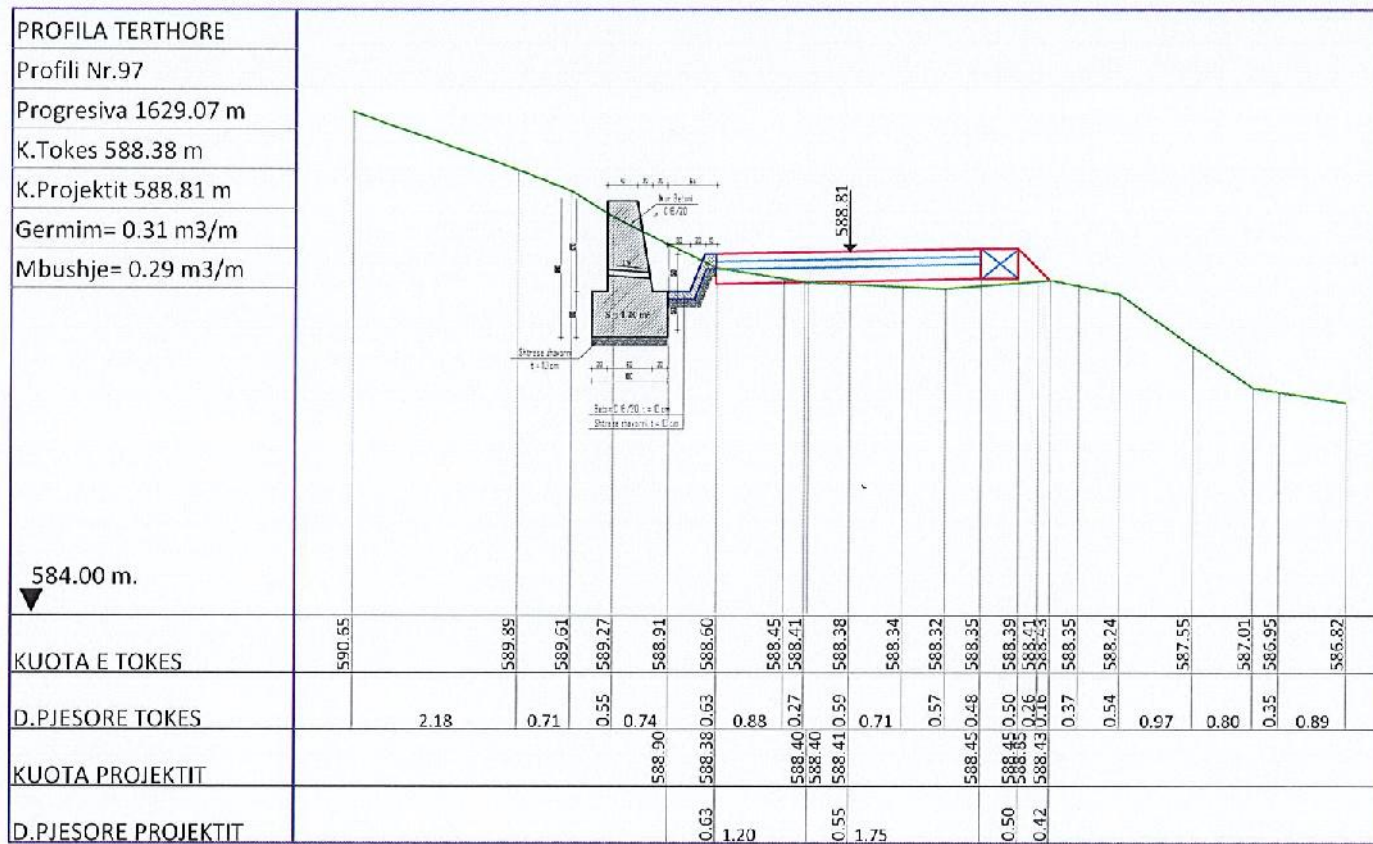 PROFILA TERTHORE
Profili Nr.97
Progresiva 1629.07 m
K.Tokes 588.38 m
K.Projektit 588.81 m
Germim= 0.31 m3/m
Mbushje= 0.29 m3/m
588.81
Shtrese zhavorri
t = 10 cm
584.00 m.
KUOTA E TOKES 590.65 589.89 589.61 589.27 588.91 588.60 588.45 588.41 588.38 588.34 588.32 588.35 588.39 588.41 588.43 588.35 588.24 587.55 587.01 586.95 586.82
D.PJESORE TOKES 2.18 0.71 0.55 0.74 0.63 0.88 0.27 0.59 0.71 0.57 0.48 0.50 0.26 0.16 0.37 0.54 0.97 0.80 0.35 0.89
KUOTA PROJEKTIT 588.90 588.38 588.40 588.40 588.41 588.45 588.45 588.85 588.43
D.PJESORE PROJEKTIT 0.63 1.20 0.55 1.75 0.50 0.42